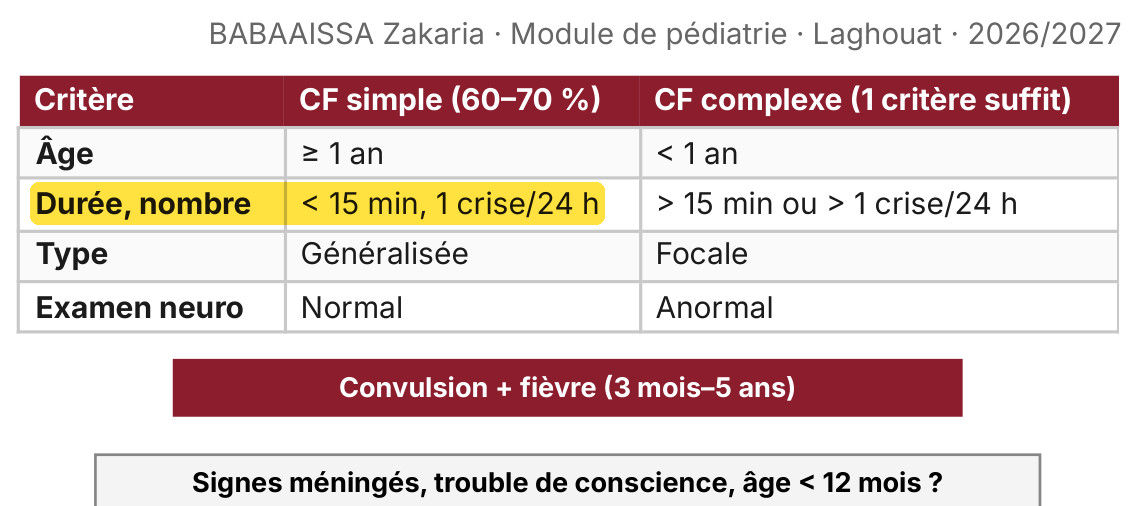 BABAAISSA Zakaria · Module de pédiatrie · Laghouat · 2026/2027
Critère CF simple (60–70 %) CF complexe (1 critère suffit)
Âge ≥ 1 an < 1 an
Durée, nombre < 15 min, 1 crise/24 h > 15 min ou > 1 crise/24 h
Type Généralisée Focale
Examen neuro Normal Anormal
Convulsion + fièvre (3 mois–5 ans)
Signes méningés, trouble de conscience, âge < 12 mois ?